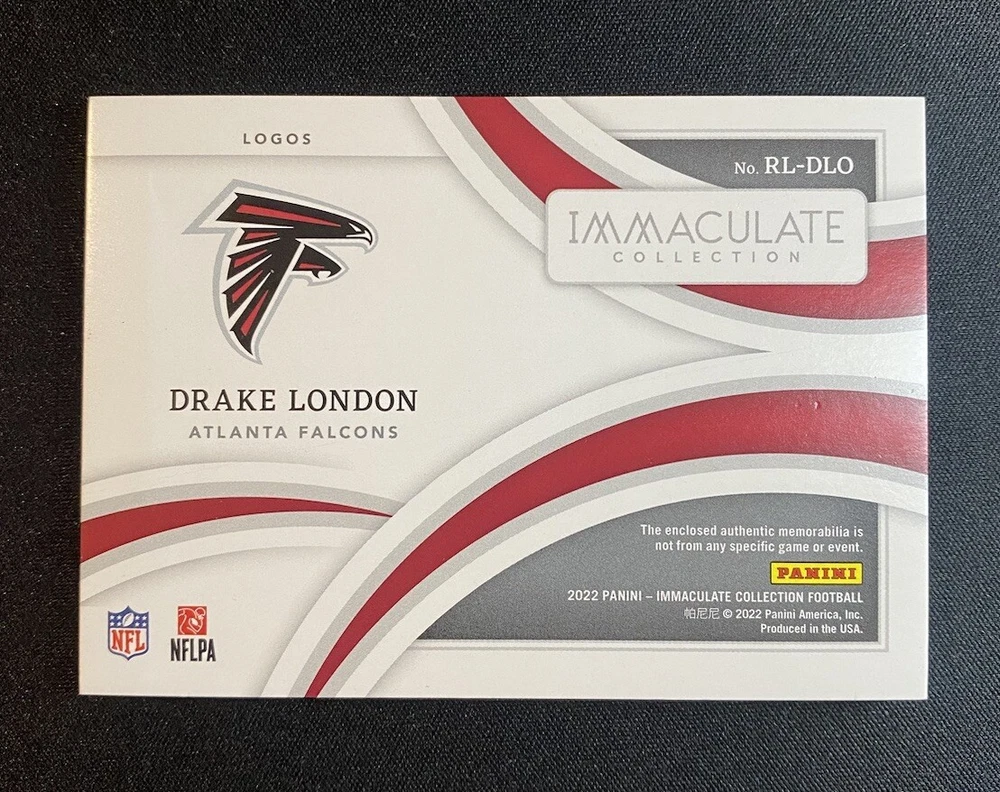 LOGOS
No. RL-DLO
IMMACULATE
COLLECTION
DRAKE LONDON
ATLANTA FALCONS
The enclosed authentic memorabilia is
not from any specific game or event.
PANINI
2022 PANINI – IMMACULATE COLLECTION FOOTBALL
帕尼尼 © 2022 Panini America, Inc.
Produced in the USA.
NFL
NFLPA